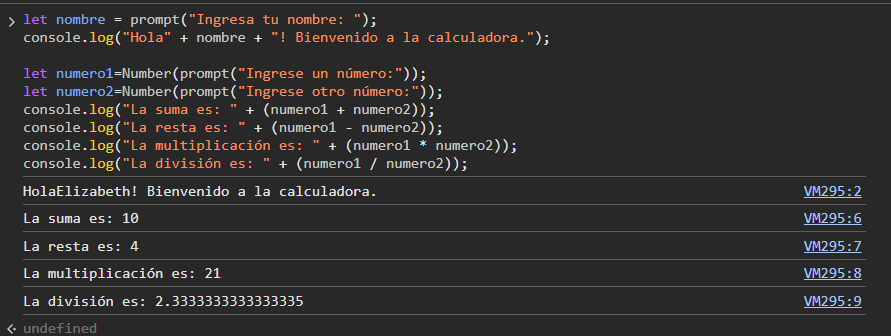 let nombre = prompt("Ingresa tu nombre: ");
console.log("Hola" + nombre + "! Bienvenido a la calculadora.");

let numero1=Number(prompt("Ingrese un número:"));
let numero2=Number(prompt("Ingrese otro número:"));
console.log("La suma es: " + (numero1 + numero2));
console.log("La resta es: " + (numero1 - numero2));
console.log("La multiplicación es: " + (numero1 * numero2));
console.log("La división es: " + (numero1 / numero2));
HolaElizabeth! Bienvenido a la calculadora. VM295:2
La suma es: 10 VM295:6
La resta es: 4 VM295:7
La multiplicación es: 21 VM295:8
La división es: 2.3333333333333335 VM295:9
undefined